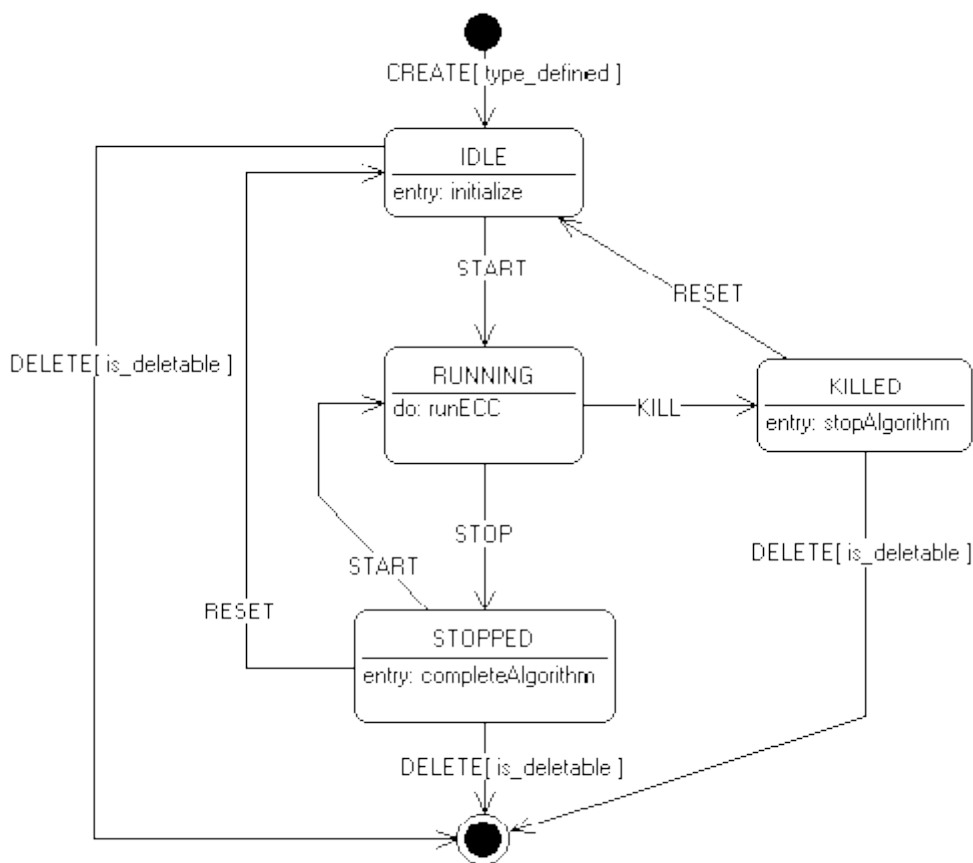 CREATE[ type_defined ]
IDLE
entry: initialize
START
RESET
DELETE[ is_deletable ]
RUNNING
do: runECC
KILL
KILLED
entry: stopAlgorithm
STOP
DELETE[ is_deletable ]
START
RESET
STOPPED
entry: completeAlgorithm
DELETE[ is_deletable ]